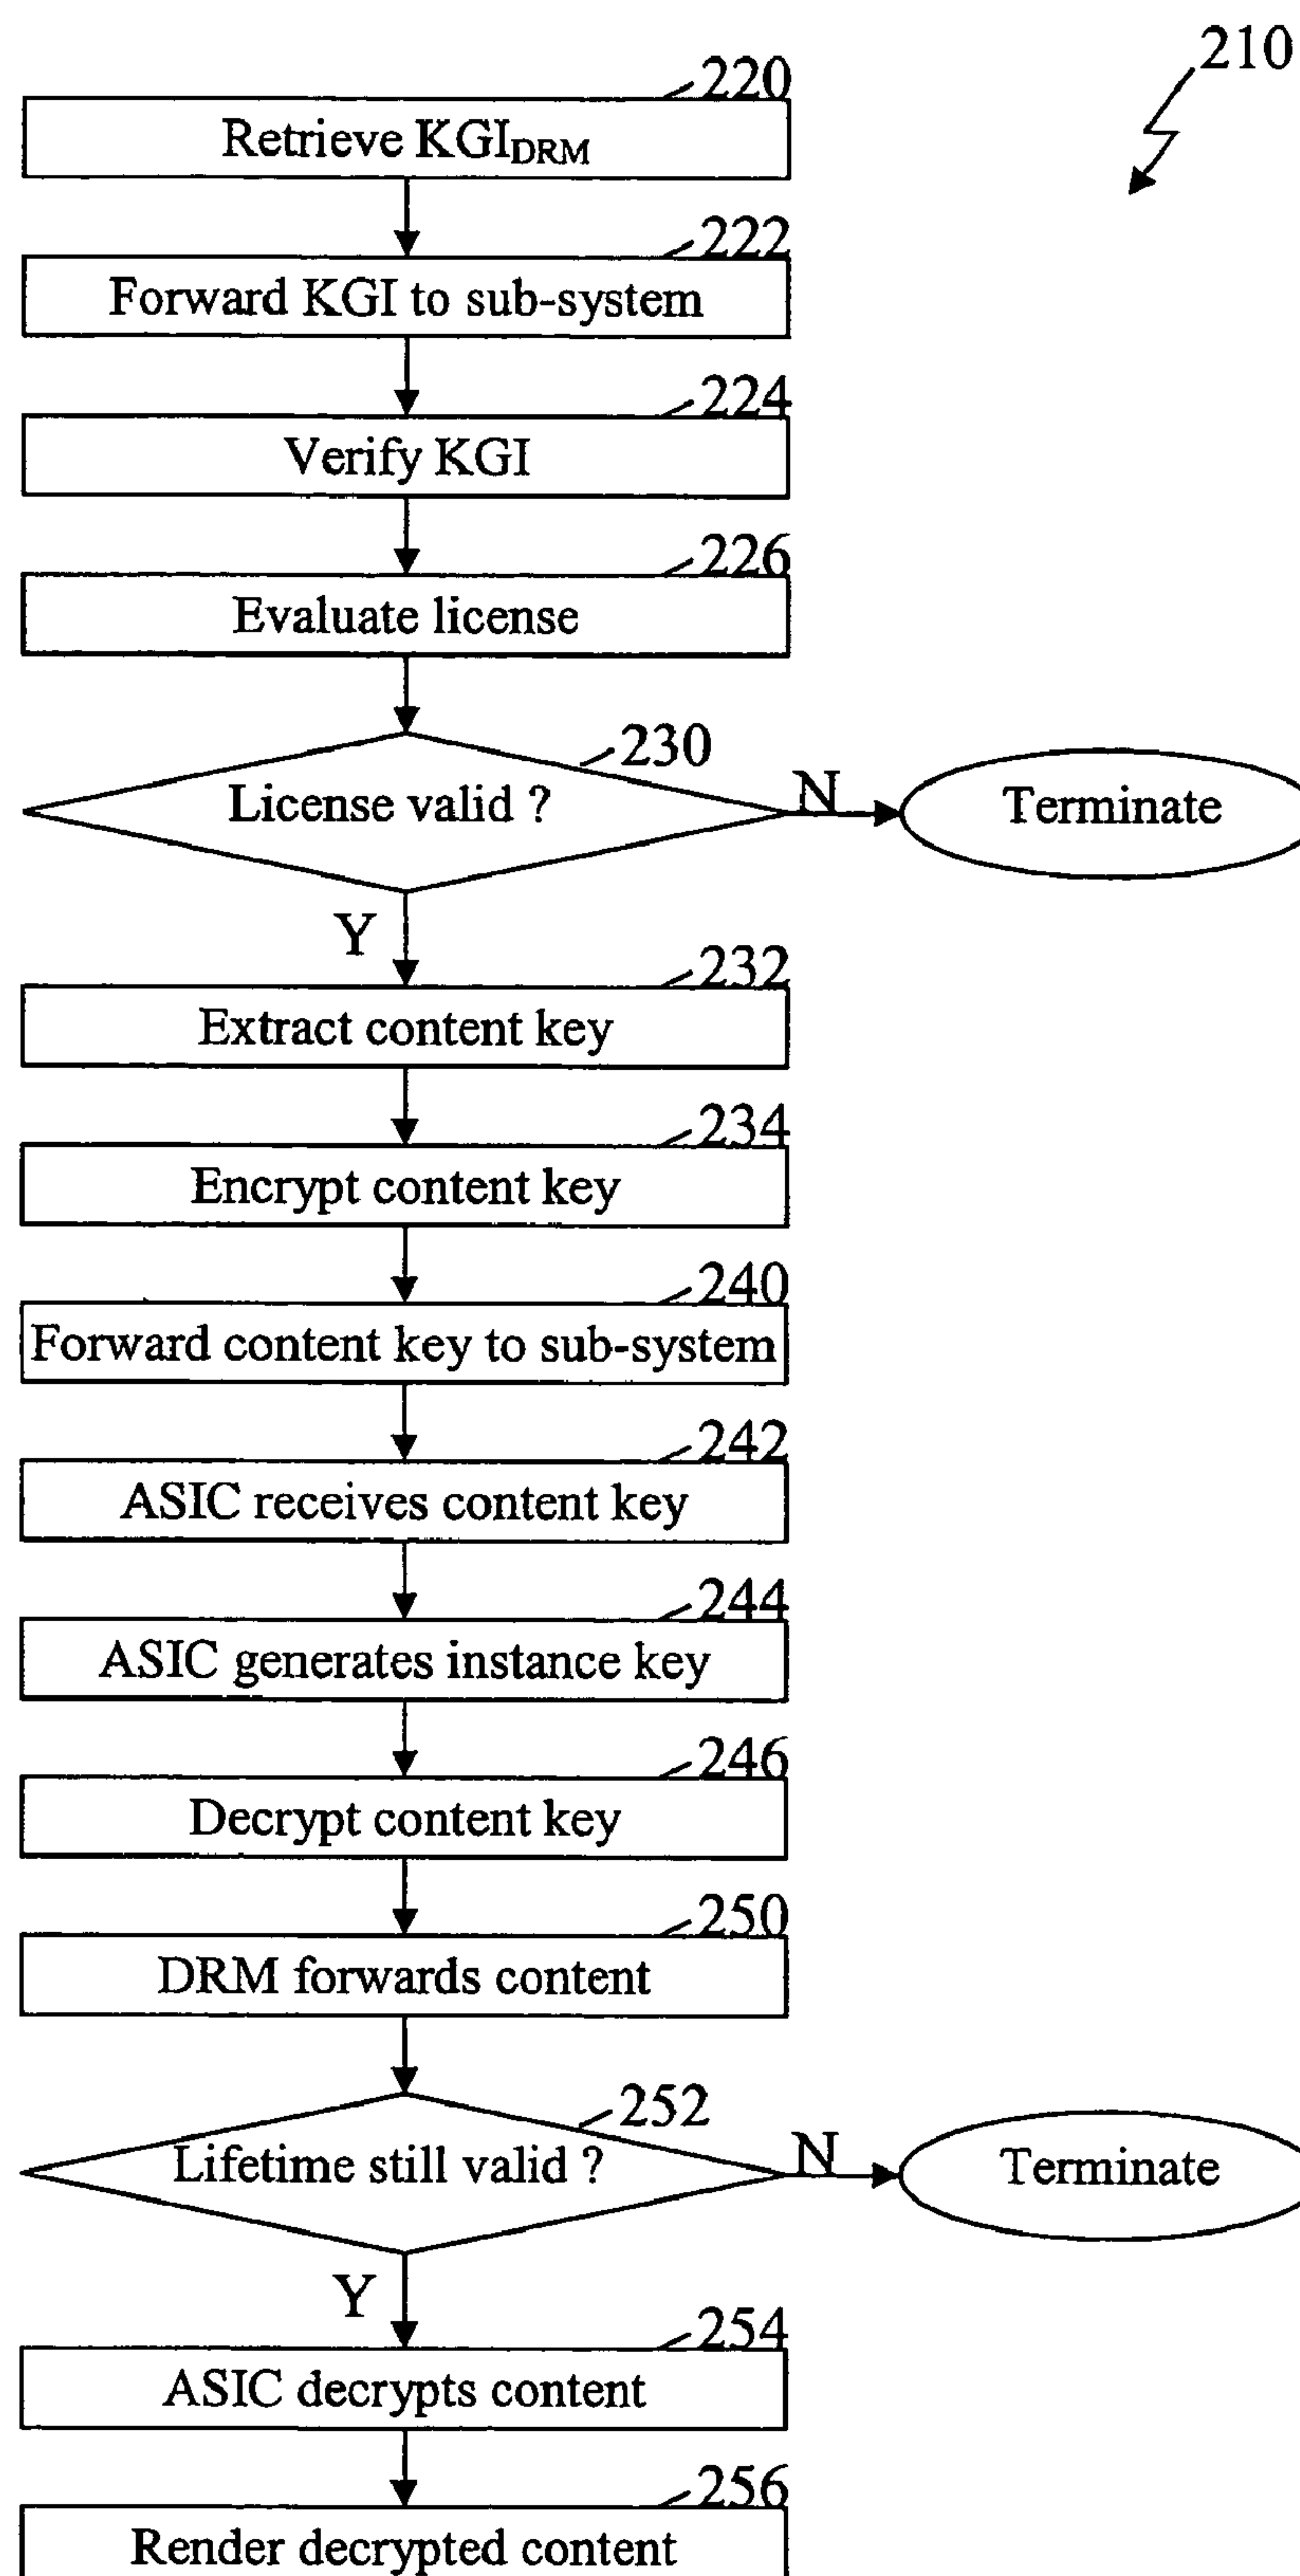 210
220
Retrieve KGIDRM
222
Forward KGI to sub-system
224
Verify KGI
226
Evaluate license
230
License valid ?
N
Terminate
Y
232
Extract content key
234
Encrypt content key
240
Forward content key to sub-system
242
ASIC receives content key
244
ASIC generates instance key
246
Decrypt content key
250
DRM forwards content
252
Lifetime still valid ?
N
Terminate
Y
254
ASIC decrypts content
256
Render decrypted content